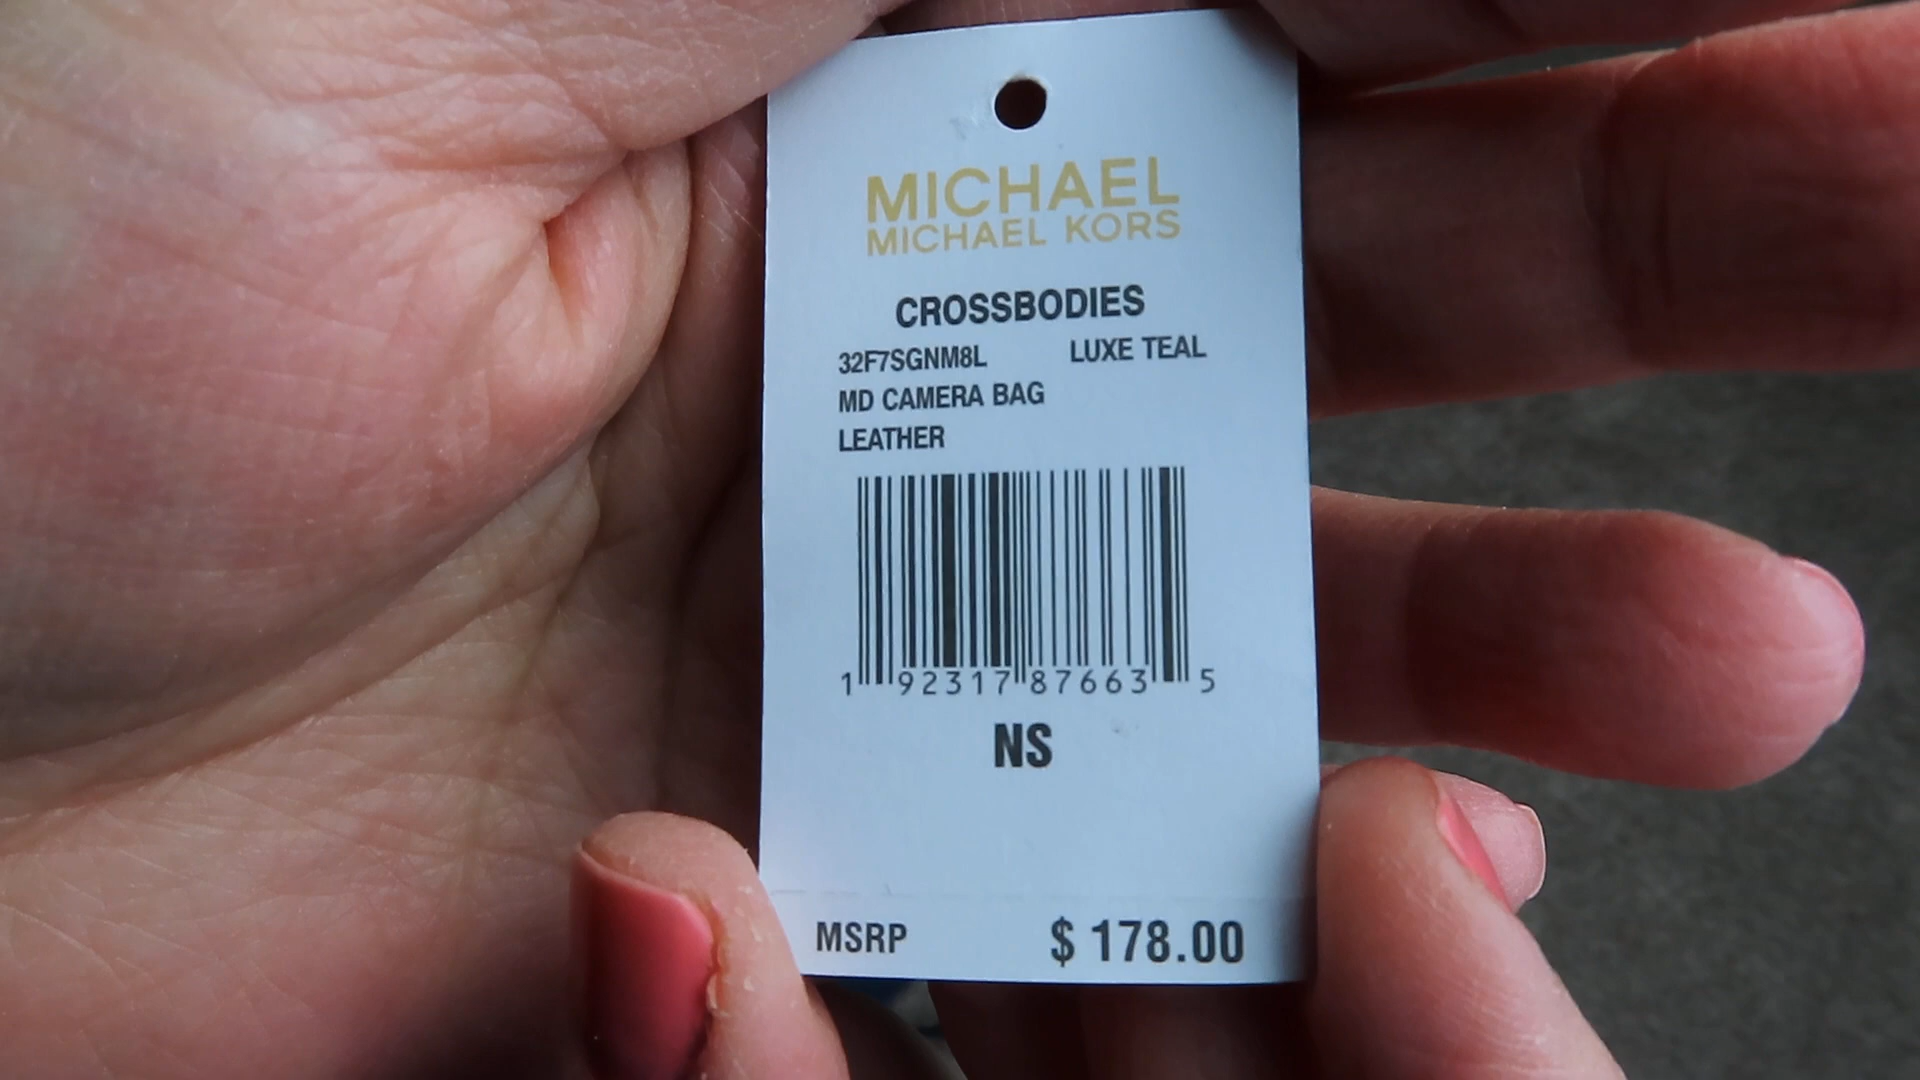 MICHAEL
MICHAEL KORS
CROSSBODIES
32F7SGNM8L LUXE TEAL
MD CAMERA BAG
LEATHER
1 92317 87663 5
NS
MSRP $ 178.00